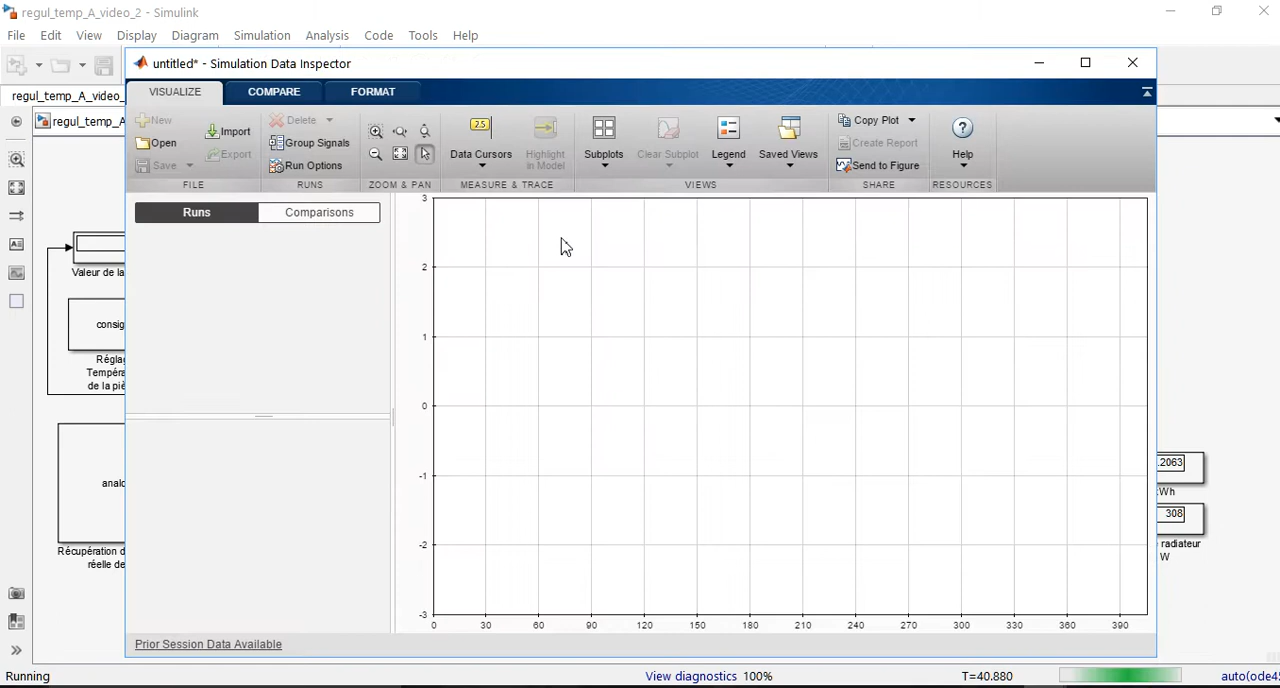 regul_temp_A_video_2 - Simulink
File Edit View Display Diagram Simulation Analysis Code Tools Help
untitled* - Simulation Data Inspector
regul_temp_A_video_
VISUALIZE COMPARE FORMAT
regul_temp_A
New
Open
Save
Import
Export
FILE
Delete
Group Signals
Run Options
RUNS
ZOOM & PAN
2.5
Data Cursors
Highlight
in Model
MEASURE & TRACE
Subplots
Clear Subplot
Legend
Saved Views
VIEWS
Copy Plot
Create Report
Send to Figure
SHARE
Help
RESOURCES
Runs Comparisons
3
2
1
0
-1
-2
-3
0 30 60 90 120 150 180 210 240 270 300 330 360 390
Valeur de la
consig
Régla
Tempéra
de la piè
analo
Récupération d
réelle de
.2063
Wh
308
radiateur
W
Prior Session Data Available
Running
View diagnostics 100%
T=40.880
auto(ode4